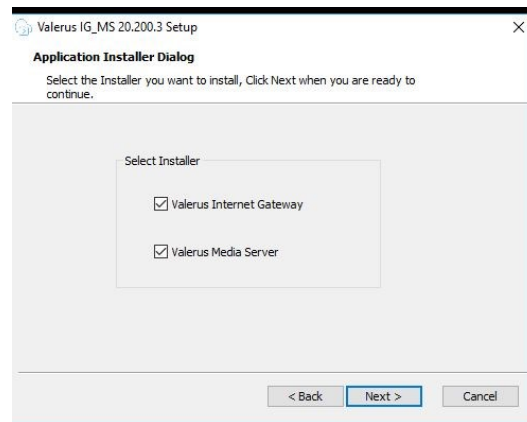 Valerus IG_MS 20.200.3 Setup
Application Installer Dialog
Select the Installer you want to install, Click Next when you are ready to
continue.
Select Installer
Valerus Internet Gateway
Valerus Media Server
< Back Next > Cancel